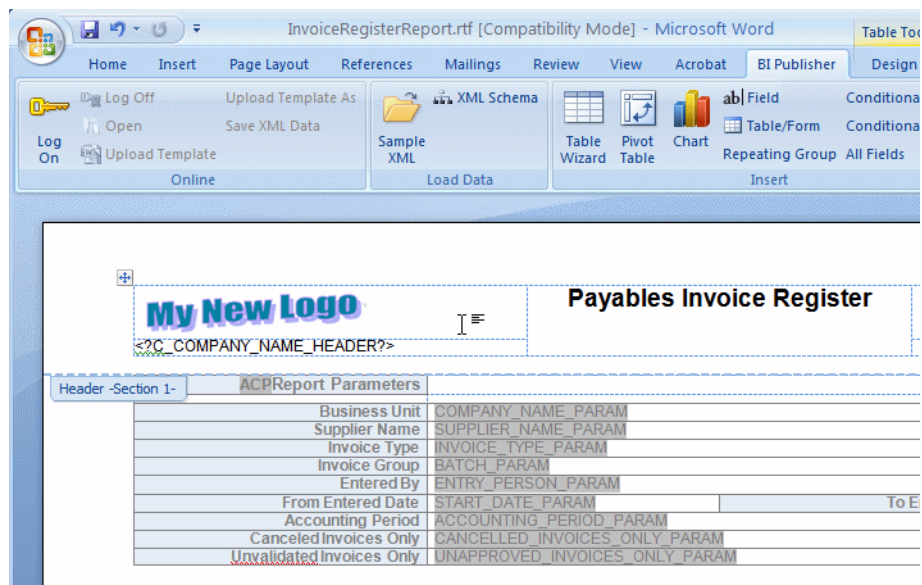 InvoiceRegisterReport.rtf [Compatibility Mode] - Microsoft Word
Table Too
Home Insert Page Layout References Mailings Review View Acrobat BI Publisher Design
Log Off Upload Template As XML Schema ab| Field Conditiona
Open Save XML Data Table/Form Conditiona
Log On Upload Template Sample XML Table Wizard Pivot Table Chart Repeating Group All Fields
Online Load Data Insert
My New Logo Payables Invoice Register
<?C_COMPANY_NAME_HEADER?>
Header -Section 1- ACPReport Parameters
Business Unit COMPANY_NAME_PARAM
Supplier Name SUPPLIER_NAME_PARAM
Invoice Type INVOICE_TYPE_PARAM
Invoice Group BATCH_PARAM
Entered By ENTRY_PERSON_PARAM
From Entered Date START_DATE_PARAM To E
Accounting Period ACCOUNTING_PERIOD_PARAM
Canceled Invoices Only CANCELLED_INVOICES_ONLY_PARAM
Unvalidated Invoices Only UNAPPROVED_INVOICES_ONLY_PARAM